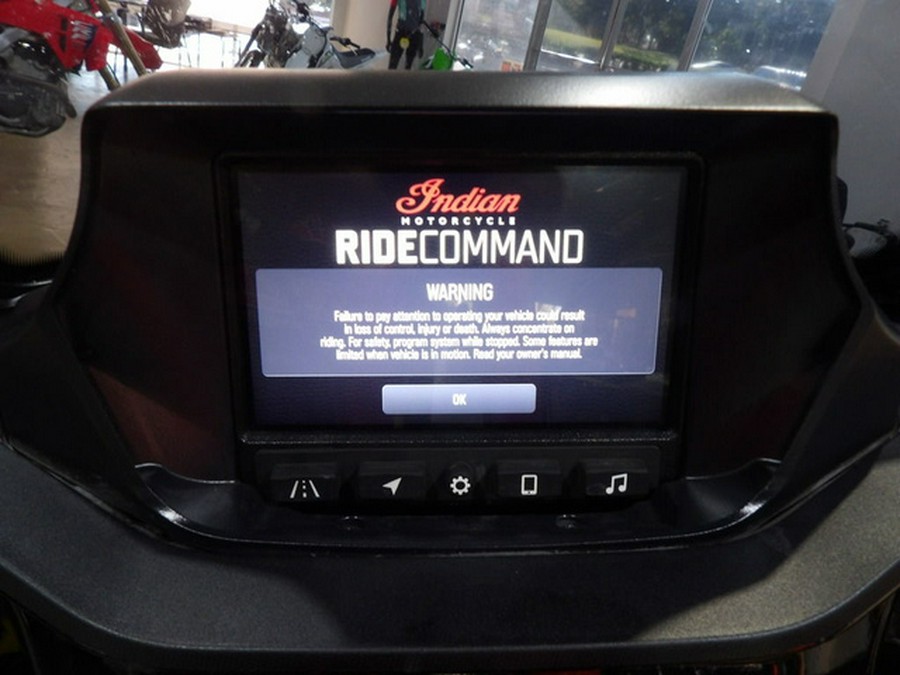 Indian
MOTORCYCLE
RIDECOMMAND
WARNING
Failure to pay attention to operating your vehicle could result
in loss of control, injury or death. Always concentrate on
riding. For safety, program system while stopped. Some features are
limited when vehicle is in motion. Read your owner's manual.
OK